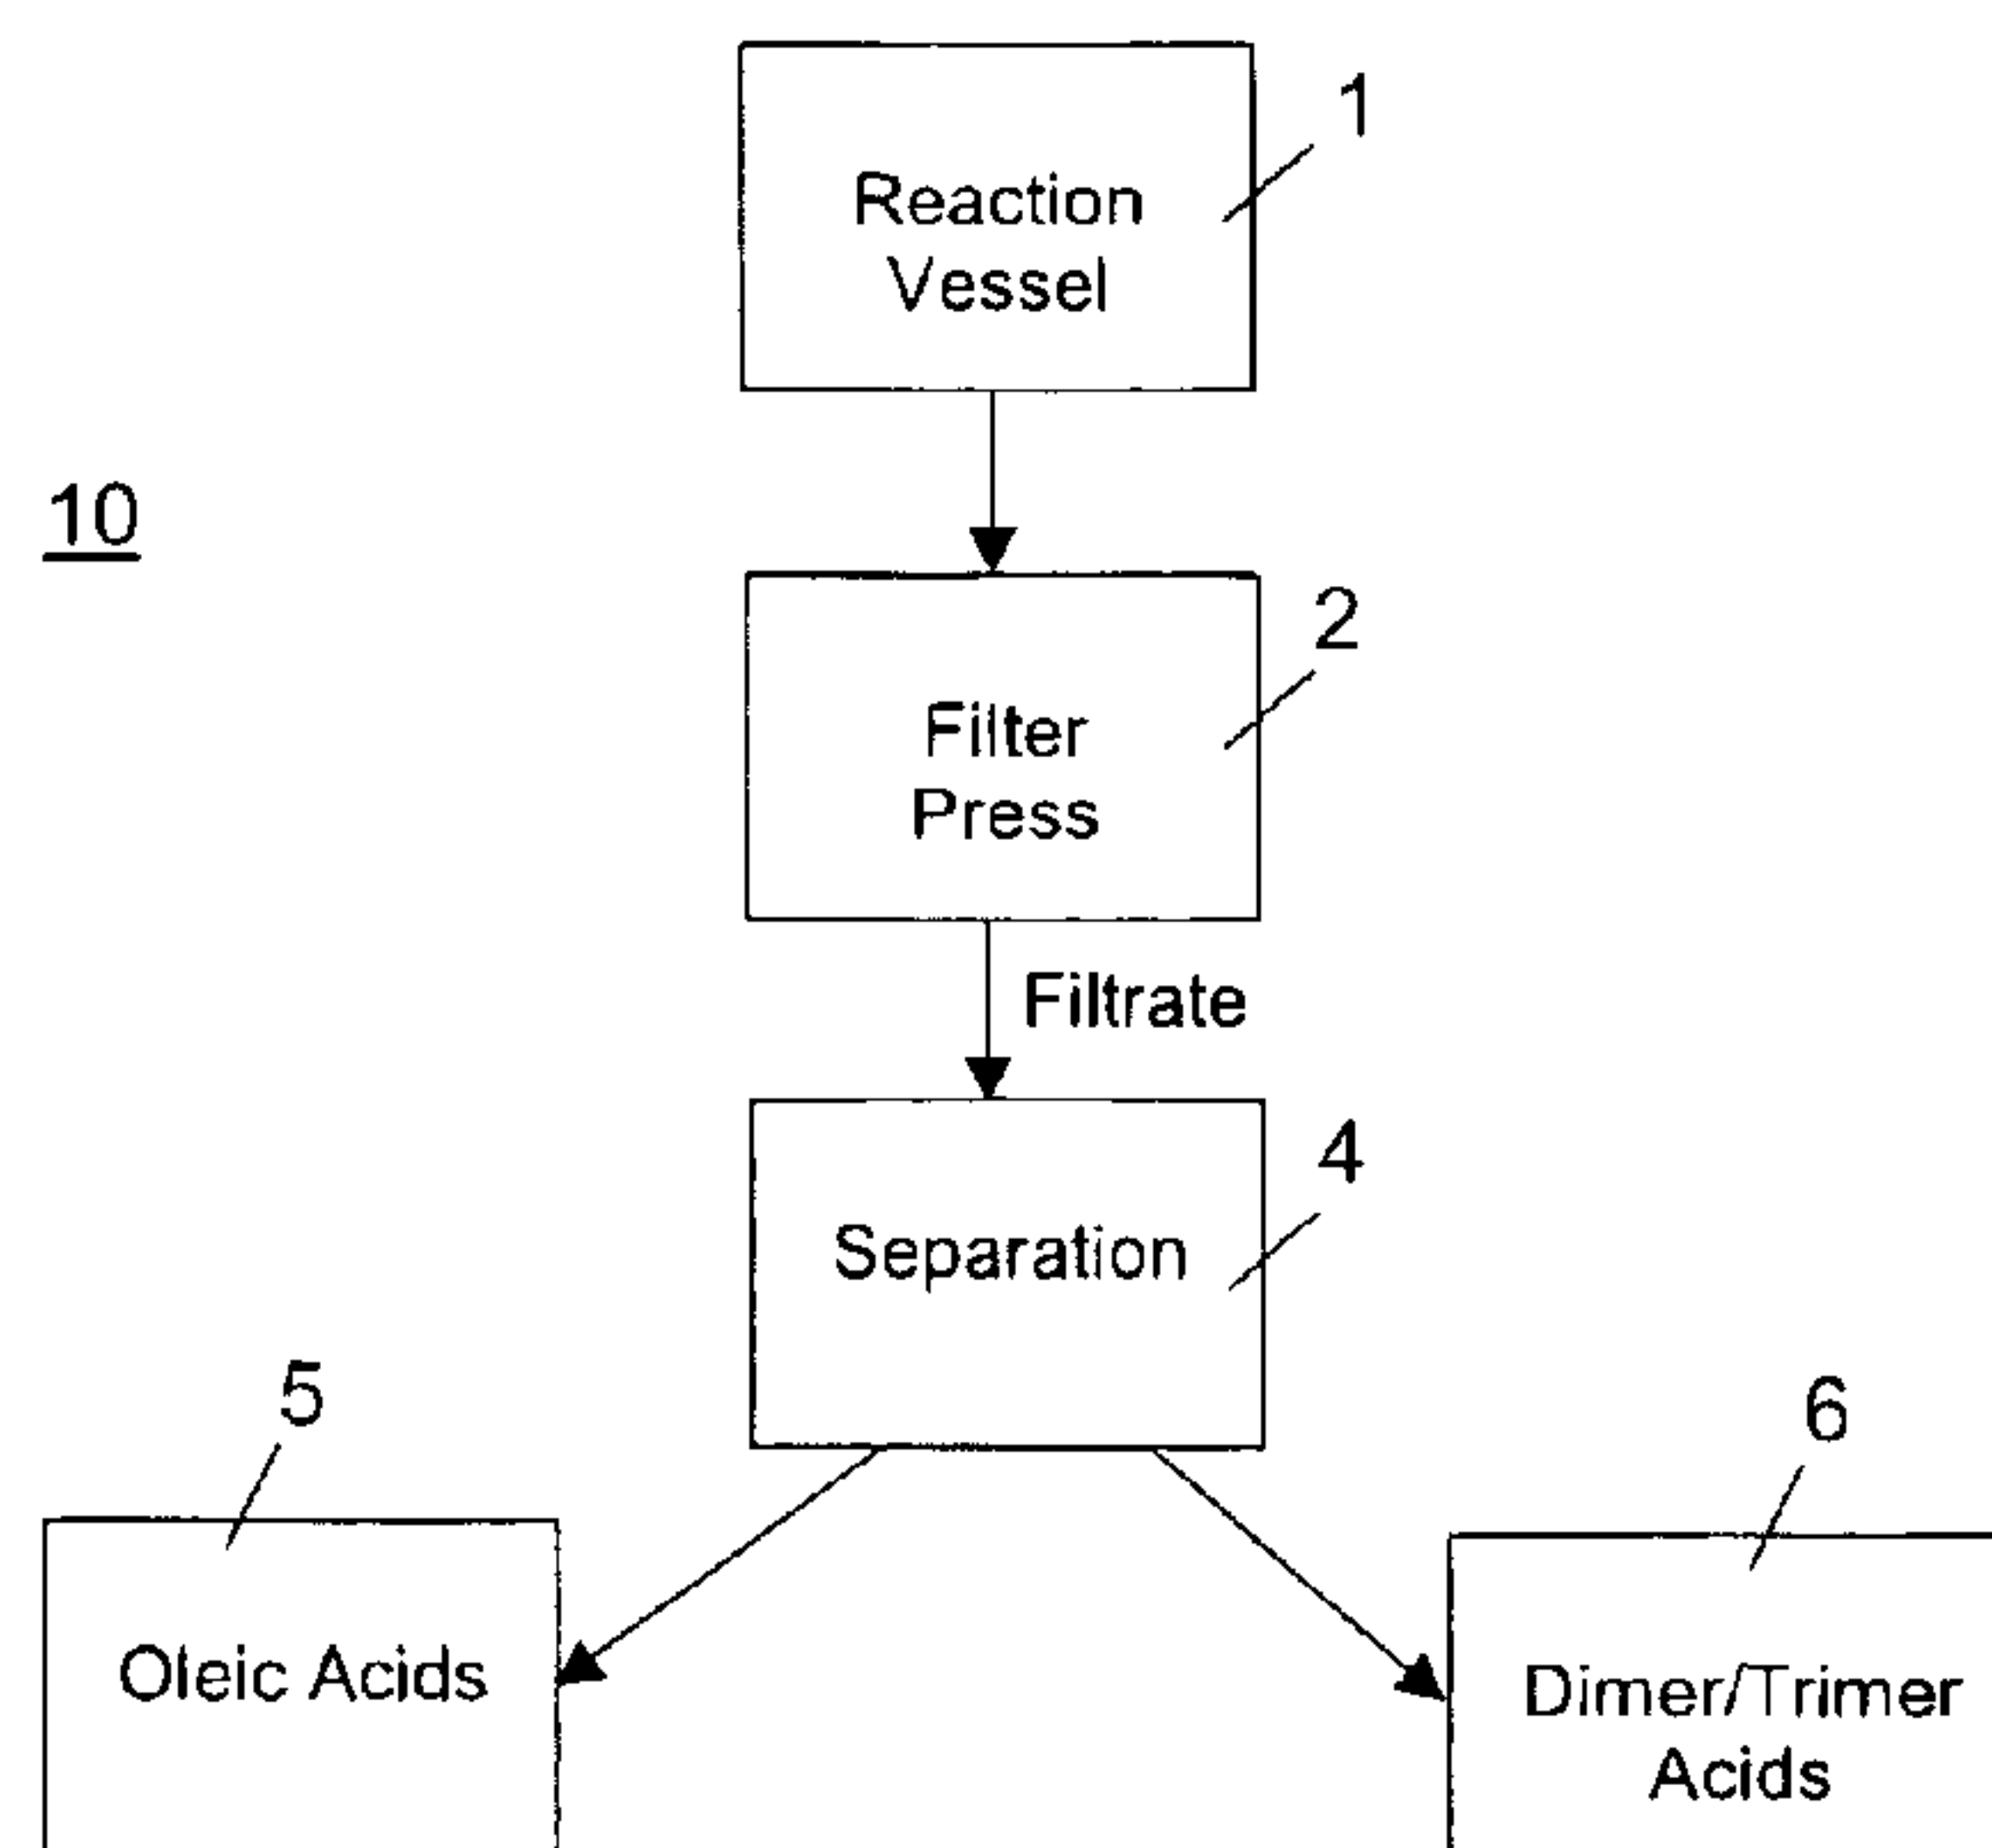 1
Reaction
Vessel
10
2
Filter
Press
Filtrate
4
Separation
5
6
Oleic Acids
Dimer/Trimer
Acids